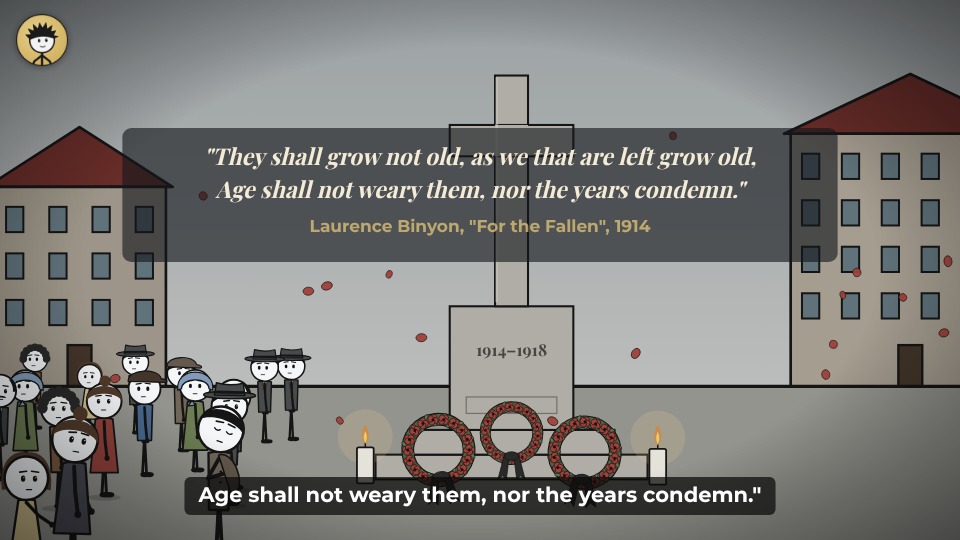 "They shall grow not old, as we that are left grow old,
Age shall not weary them, nor the years condemn."
Laurence Binyon, "For the Fallen", 1914
1914–1918
Age shall not weary them, nor the years condemn."